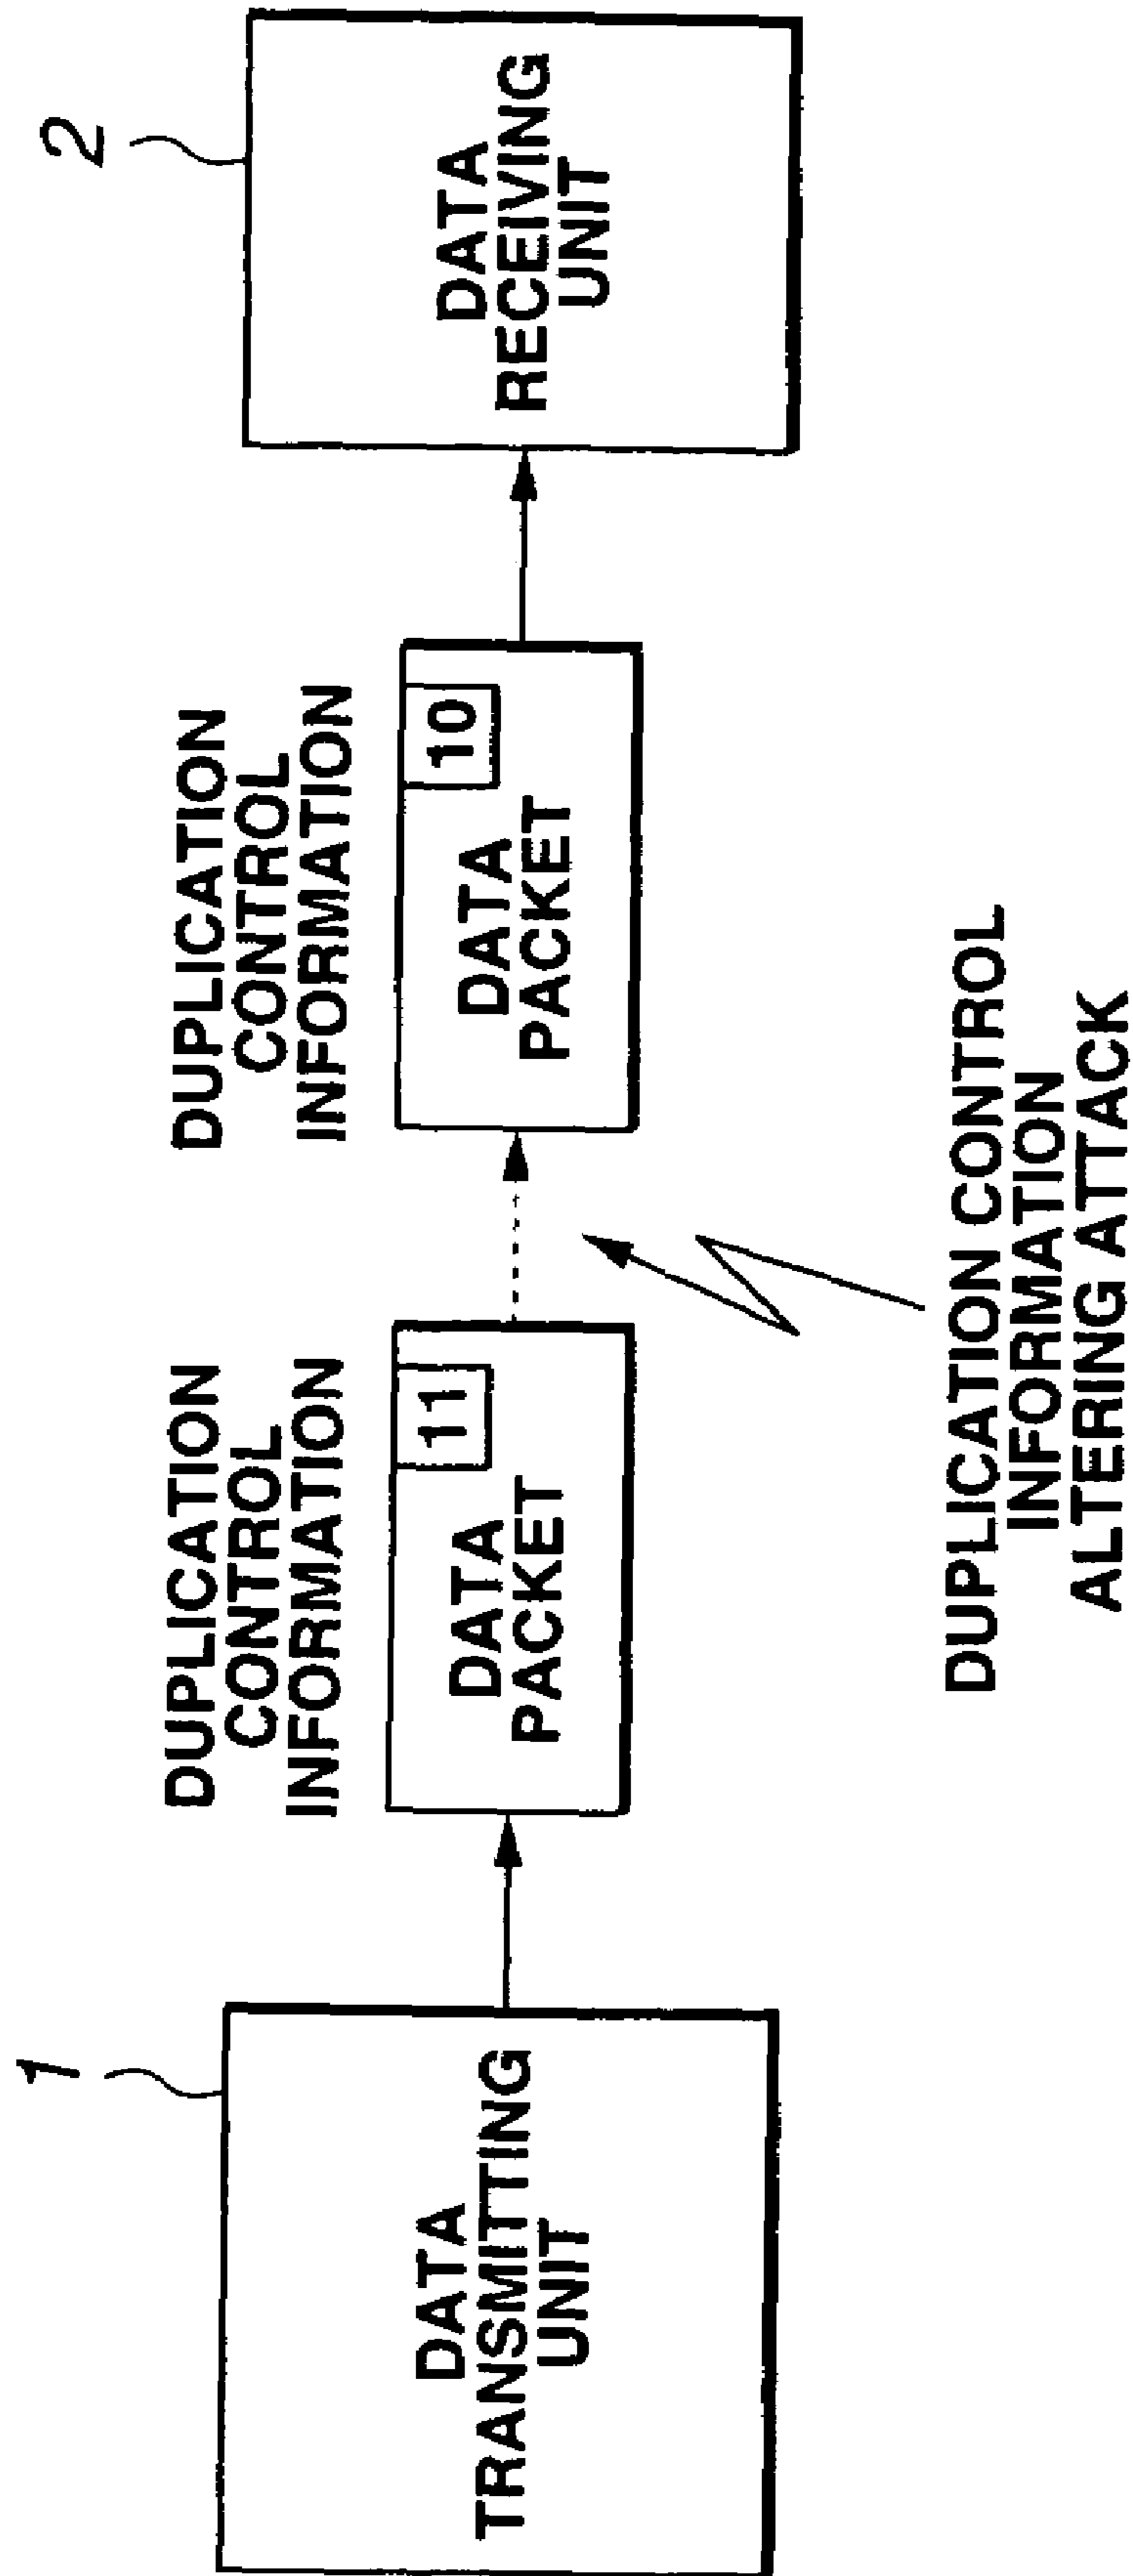 1
DATA
TRANSMITTING
UNIT
DUPLICATION
CONTROL
INFORMATION
11
DATA
PACKET
DUPLICATION CONTROL
INFORMATION
ALTERING ATTACK
DUPLICATION
CONTROL
INFORMATION
10
DATA
PACKET
2
DATA
RECEIVING
UNIT